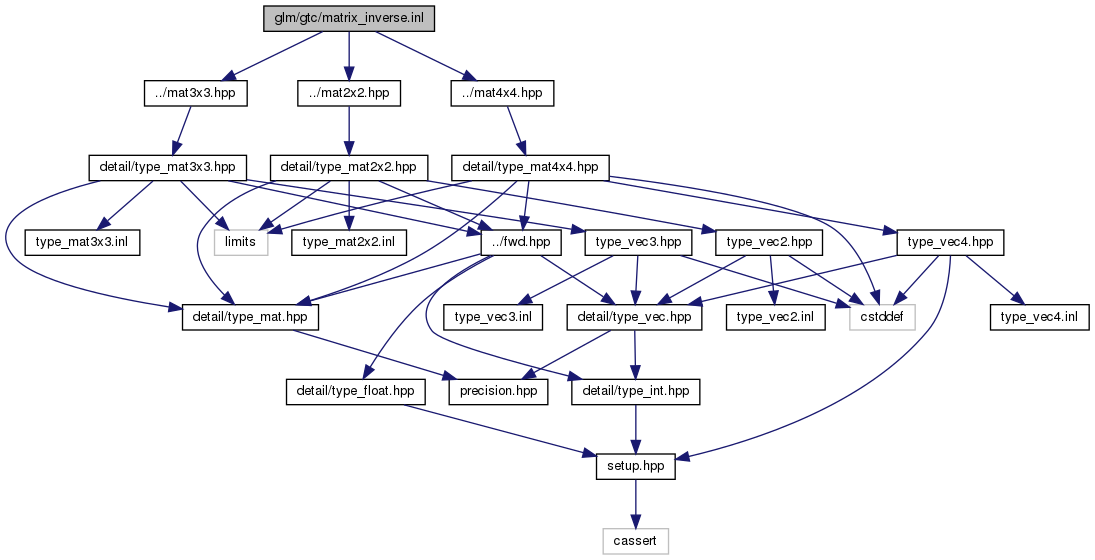 glm/gtc/matrix_inverse.inl
../mat3x3.hpp
../mat2x2.hpp
../mat4x4.hpp
detail/type_mat3x3.hpp
detail/type_mat2x2.hpp
detail/type_mat4x4.hpp
type_mat3x3.inl
limits
type_mat2x2.inl
../fwd.hpp
type_vec3.hpp
type_vec2.hpp
type_vec4.hpp
detail/type_mat.hpp
type_vec3.inl
detail/type_vec.hpp
type_vec2.inl
cstddef
type_vec4.inl
detail/type_float.hpp
precision.hpp
detail/type_int.hpp
setup.hpp
cassert